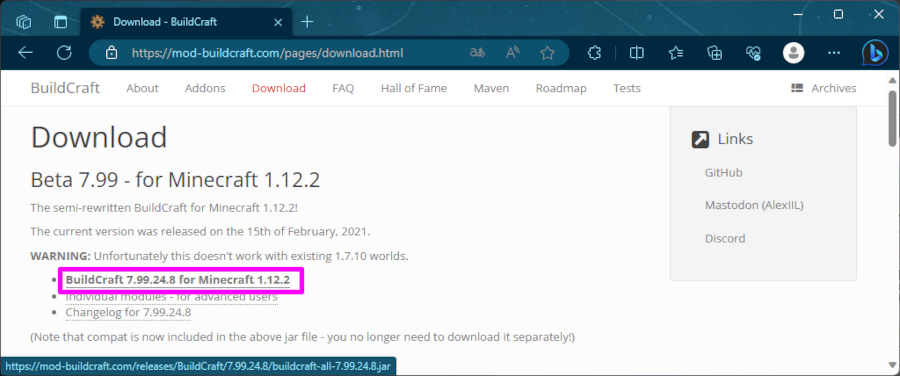 Download - BuildCraft
https://mod-buildcraft.com/pages/download.html
BuildCraft About Addons Download FAQ Hall of Fame Maven Roadmap Tests Archives
Download
Beta 7.99 - for Minecraft 1.12.2
The semi-rewritten BuildCraft for Minecraft 1.12.2!
The current version was released on the 15th of February, 2021.
WARNING: Unfortunately this doesn't work with existing 1.7.10 worlds.
BuildCraft 7.99.24.8 for Minecraft 1.12.2
Individual modules - for advanced users
Changelog for 7.99.24.8
(Note that compat is now included in the above jar file - you no longer need to download it separately!)
Links
GitHub
Mastodon (AlexIIL)
Discord
https://mod-buildcraft.com/releases/BuildCraft/7.99.24.8/buildcraft-all-7.99.24.8.jar